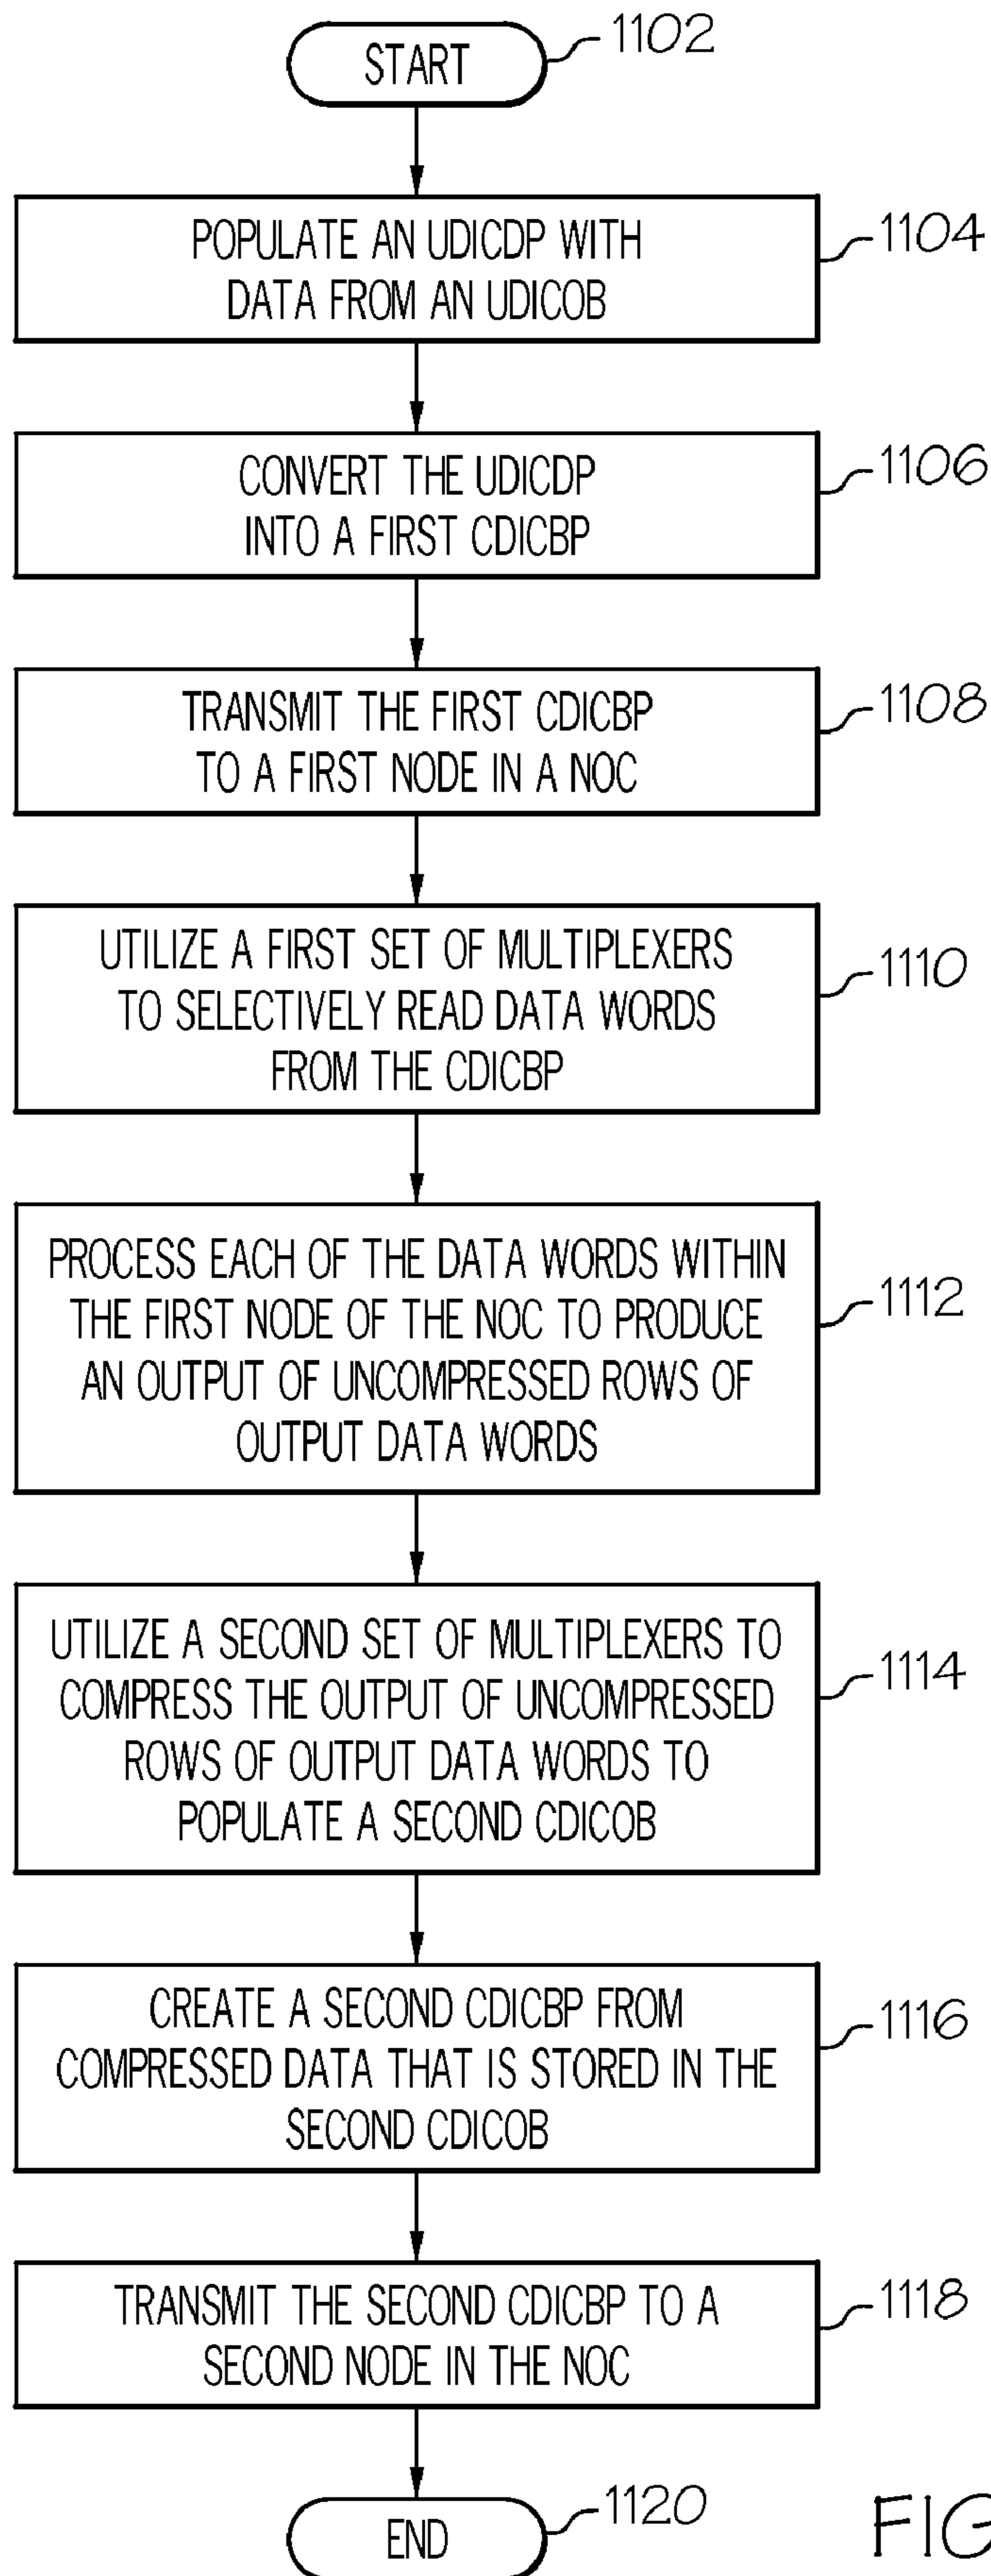 START
1102
POPULATE AN UDICDP WITH
DATA FROM AN UDICOB
1104
CONVERT THE UDICDP
INTO A FIRST CDICBP
1106
TRANSMIT THE FIRST CDICBP
TO A FIRST NODE IN A NOC
1108
UTILIZE A FIRST SET OF MULTIPLEXERS
TO SELECTIVELY READ DATA WORDS
FROM THE CDICBP
1110
PROCESS EACH OF THE DATA WORDS WITHIN
THE FIRST NODE OF THE NOC TO PRODUCE
AN OUTPUT OF UNCOMPRESSED ROWS OF
OUTPUT DATA WORDS
1112
UTILIZE A SECOND SET OF MULTIPLEXERS TO
COMPRESS THE OUTPUT OF UNCOMPRESSED
ROWS OF OUTPUT DATA WORDS TO
POPULATE A SECOND CDICOB
1114
CREATE A SECOND CDICBP FROM
COMPRESSED DATA THAT IS STORED IN THE
SECOND CDICOB
1116
TRANSMIT THE SECOND CDICBP TO A
SECOND NODE IN THE NOC
1118
END
1120